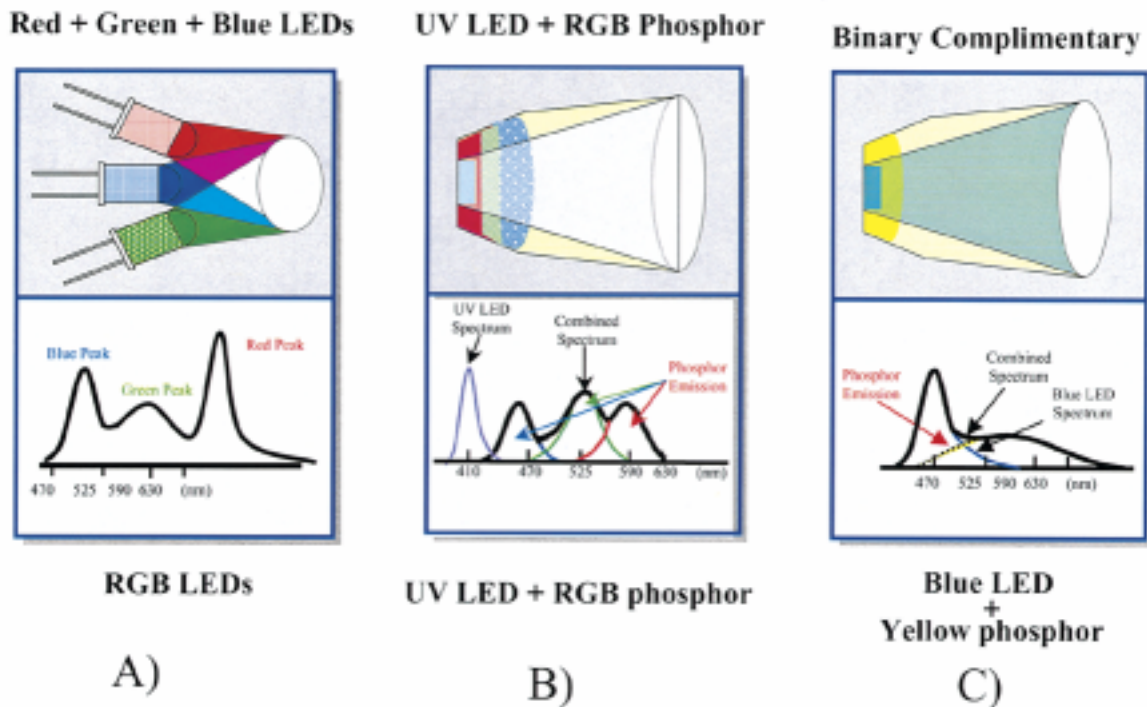 Red + Green + Blue LEDs
Blue Peak
Green Peak
Red Peak
470 525 590 630 (nm)
RGB LEDs
A)
UV LED + RGB Phosphor
UV LED
Spectrum
Combined
Spectrum
Phosphor
Emission
410 470 525 590 630
(nm)
UV LED + RGB phosphor
B)
Binary Complimentary
Phosphor
Emission
Combined
Spectrum
Blue LED
Spectrum
470 525 590 630 (nm)
Blue LED
+
Yellow phosphor
C)